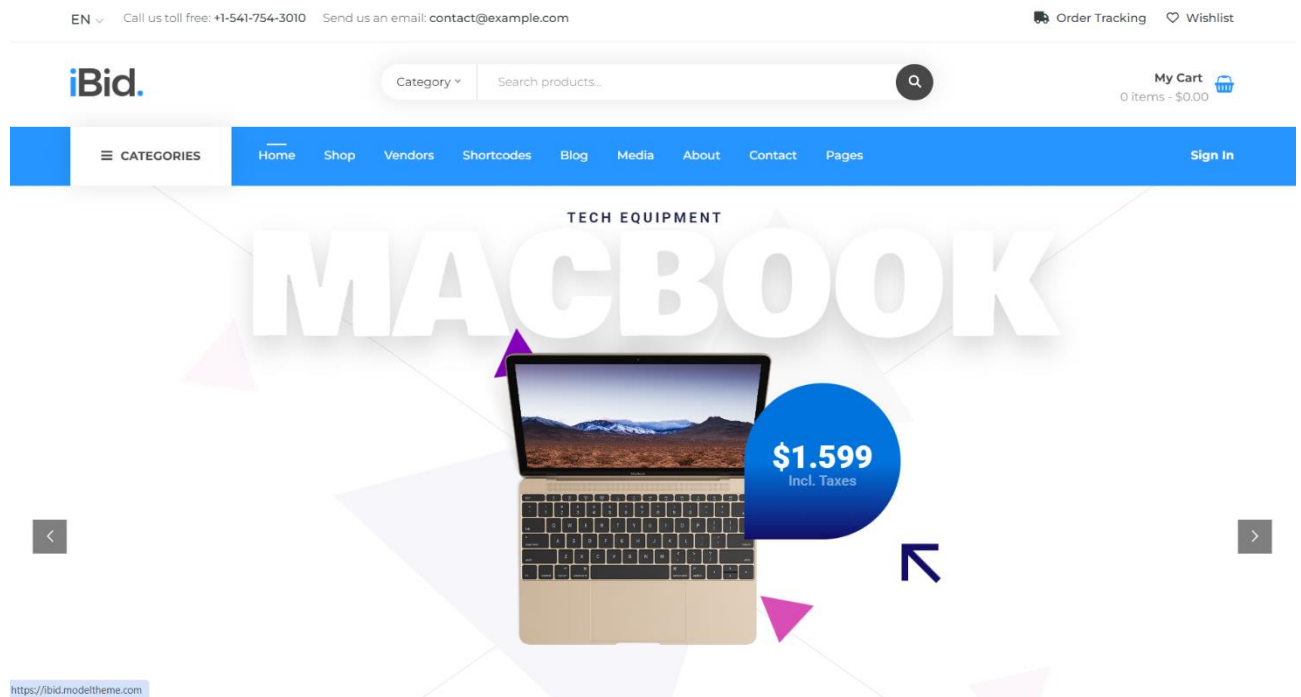 EN Call us toll free: +1-541-754-3010 Send us an email: contact@example.com Order Tracking Wishlist
iBid.
Category Search products...
My Cart
0 items - $0.00
CATEGORIES Home Shop Vendors Shortcodes Blog Media About Contact Pages Sign In
TECH EQUIPMENT
MACBOOK
$1.599
Incl. Taxes
https://ibid.modeltheme.com